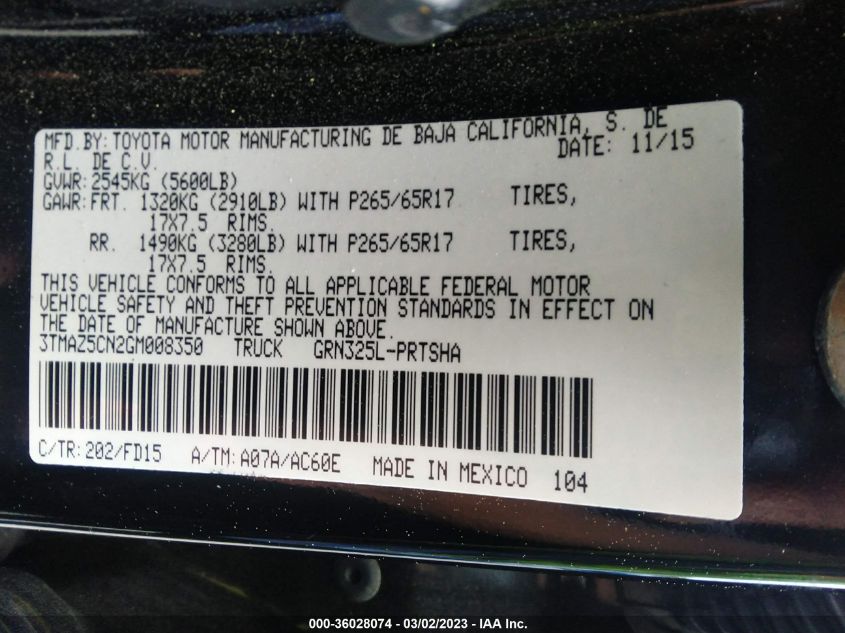 MFD.BY:TOYOTA MOTOR MANUFACTURING DE BAJA CALIFORNIA, S. DE
R.L. DE C.V. DATE: 11/15
GVWR:2545KG (5600LB)
GAWR:FRT. 1320KG (2910LB) WITH P265/65R17 TIRES,
17X7.5 RIMS.
RR. 1490KG (3280LB) WITH P265/65R17 TIRES,
17X7.5 RIMS.
THIS VEHICLE CONFORMS TO ALL APPLICABLE FEDERAL MOTOR
VEHICLE SAFETY AND THEFT PREVENTION STANDARDS IN EFFECT ON
THE DATE OF MANUFACTURE SHOWN ABOVE.
3TMAZ5CN2GM008350 TRUCK GRN325L-PRTSHA
C/TR:202/FD15 A/TM:A07A/AC60E MADE IN MEXICO 104
000-36028074 - 03/02/2023 - IAA Inc.